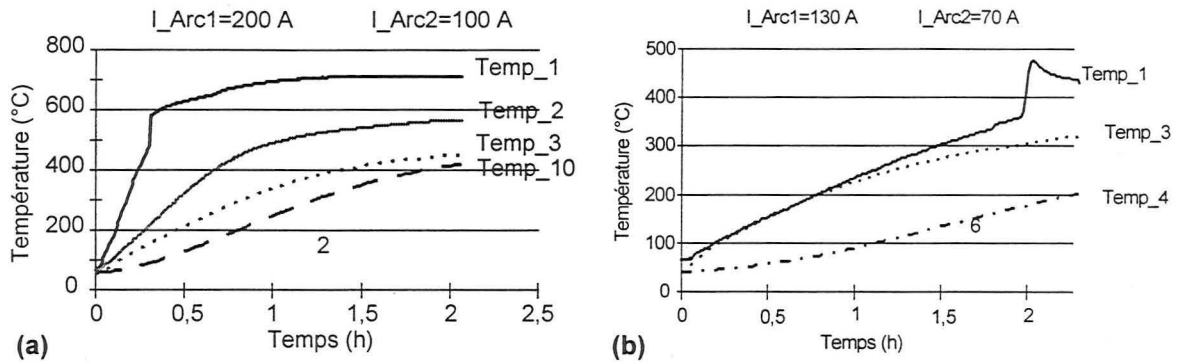 I_Arc1=200 A I_Arc2=100 A
800
600
400
200
0
Température (°C)
Temp_1
Temp_2
Temp_3
Temp_10
2
0 0,5 1 1,5 2 2,5
Temps (h)
(a)
I_Arc1=130 A I_Arc2=70 A
500
400
300
200
100
0
Température (°C)
Temp_1
Temp_3
Temp_4
6
0 0,5 1 1,5 2
Temps (h)
(b)